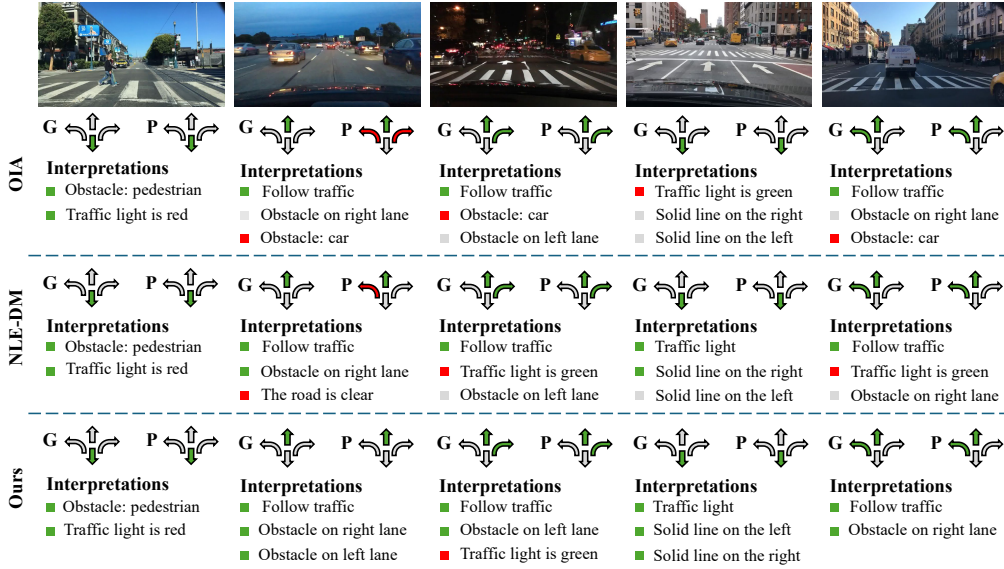 OIA
G P
Interpretations
Obstacle: pedestrian
Traffic light is red
G P
Interpretations
Follow traffic
Obstacle on right lane
Obstacle: car
G P
Interpretations
Follow traffic
Obstacle: car
Obstacle on left lane
G P
Interpretations
Traffic light is green
Solid line on the right
Solid line on the left
G P
Interpretations
Follow traffic
Obstacle on right lane
Obstacle: car
NLE-DM
G P
Interpretations
Obstacle: pedestrian
Traffic light is red
G P
Interpretations
Follow traffic
Obstacle on right lane
The road is clear
G P
Interpretations
Follow traffic
Traffic light is green
Obstacle on left lane
G P
Interpretations
Traffic light
Solid line on the right
Solid line on the left
G P
Interpretations
Follow traffic
Traffic light is green
Obstacle on right lane
Ours
G P
Interpretations
Obstacle: pedestrian
Traffic light is red
G P
Interpretations
Follow traffic
Obstacle on right lane
Obstacle on left lane
G P
Interpretations
Follow traffic
Obstacle on left lane
Traffic light is green
G P
Interpretations
Traffic light
Solid line on the left
Solid line on the right
G P
Interpretations
Follow traffic
Obstacle on right lane